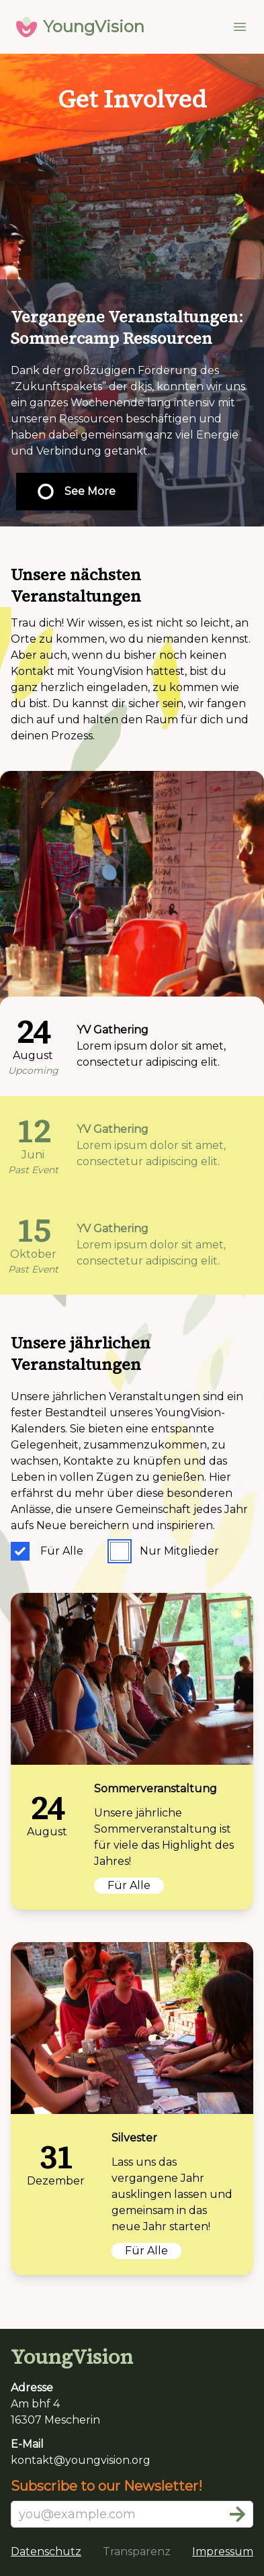 YoungVision
Get Involved
Vergangene Veranstaltungen:
Sommercamp Ressourcen
Dank der großzügigen Förderung des
“Zukunftspakets” der dkjs, konnten wir uns
ein ganzes Wochenende lang intensiv mit
unseren Ressourcen beschäftigen und
haben dabei gemeinsam ganz viel Energie
und Verbindung getankt.
See More
Unsere nächsten
Veranstaltungen
Trau dich! Wir wissen, es ist nicht so leicht, an
Orte zu kommen, wo du niemanden kennst.
Aber auch, wenn du bisher noch keinen
Kontakt mit YoungVision hattest, bist du
ganz herzlich eingeladen, zu kommen wie
du bist. Du kannst dir sicher sein, wir fangen
dich auf und halten den Raum für dich und
deinen Prozess.
24
August
Upcoming
YV Gathering
Lorem ipsum dolor sit amet,
consectetur adipiscing elit.
12
Juni
Past Event
YV Gathering
Lorem ipsum dolor sit amet,
consectetur adipiscing elit.
15
Oktober
Past Event
YV Gathering
Lorem ipsum dolor sit amet,
consectetur adipiscing elit.
Unsere jährlichen
Veranstaltungen
Unsere jährlichen Veranstaltungen sind ein
fester Bestandteil unseres YoungVision-
Kalenders. Sie bieten eine entspannte
Gelegenheit, zusammenzukommen, zu
wachsen, Kontakte zu knüpfen und das
Leben in vollen Zügen zu genießen. Hier
erfährst du mehr über diese besonderen
Anlässe, die unsere Gemeinschaft jedes Jahr
aufs Neue bereichern und inspirieren.
Für Alle
Nur Mitglieder
24
August
Sommerveranstaltung
Unsere jährliche
Sommerveranstaltung ist
für viele das Highlight des
Jahres!
Für Alle
31
Dezember
Silvester
Lass uns das
vergangene Jahr
ausklingen lassen und
gemeinsam in das
neue Jahr starten!
Für Alle
YoungVision
Adresse
Am bhf 4
16307 Mescherin
E-Mail
kontakt@youngvision.org
Subscribe to our Newsletter!
you@example.com
Datenschutz
Transparenz
Impressum